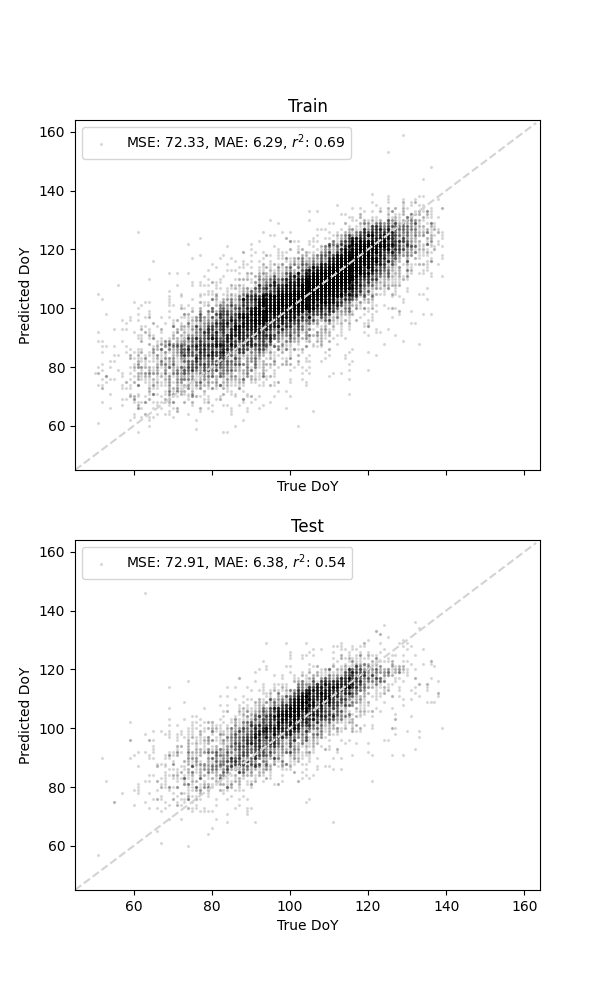 Train
MSE: 72.33, MAE: 6.29, r²: 0.69
160
140
120
100
80
60
Predicted DoY
True DoY
Test
MSE: 72.91, MAE: 6.38, r²: 0.54
160
140
120
100
80
60
Predicted DoY
60 80 100 120 140 160
True DoY